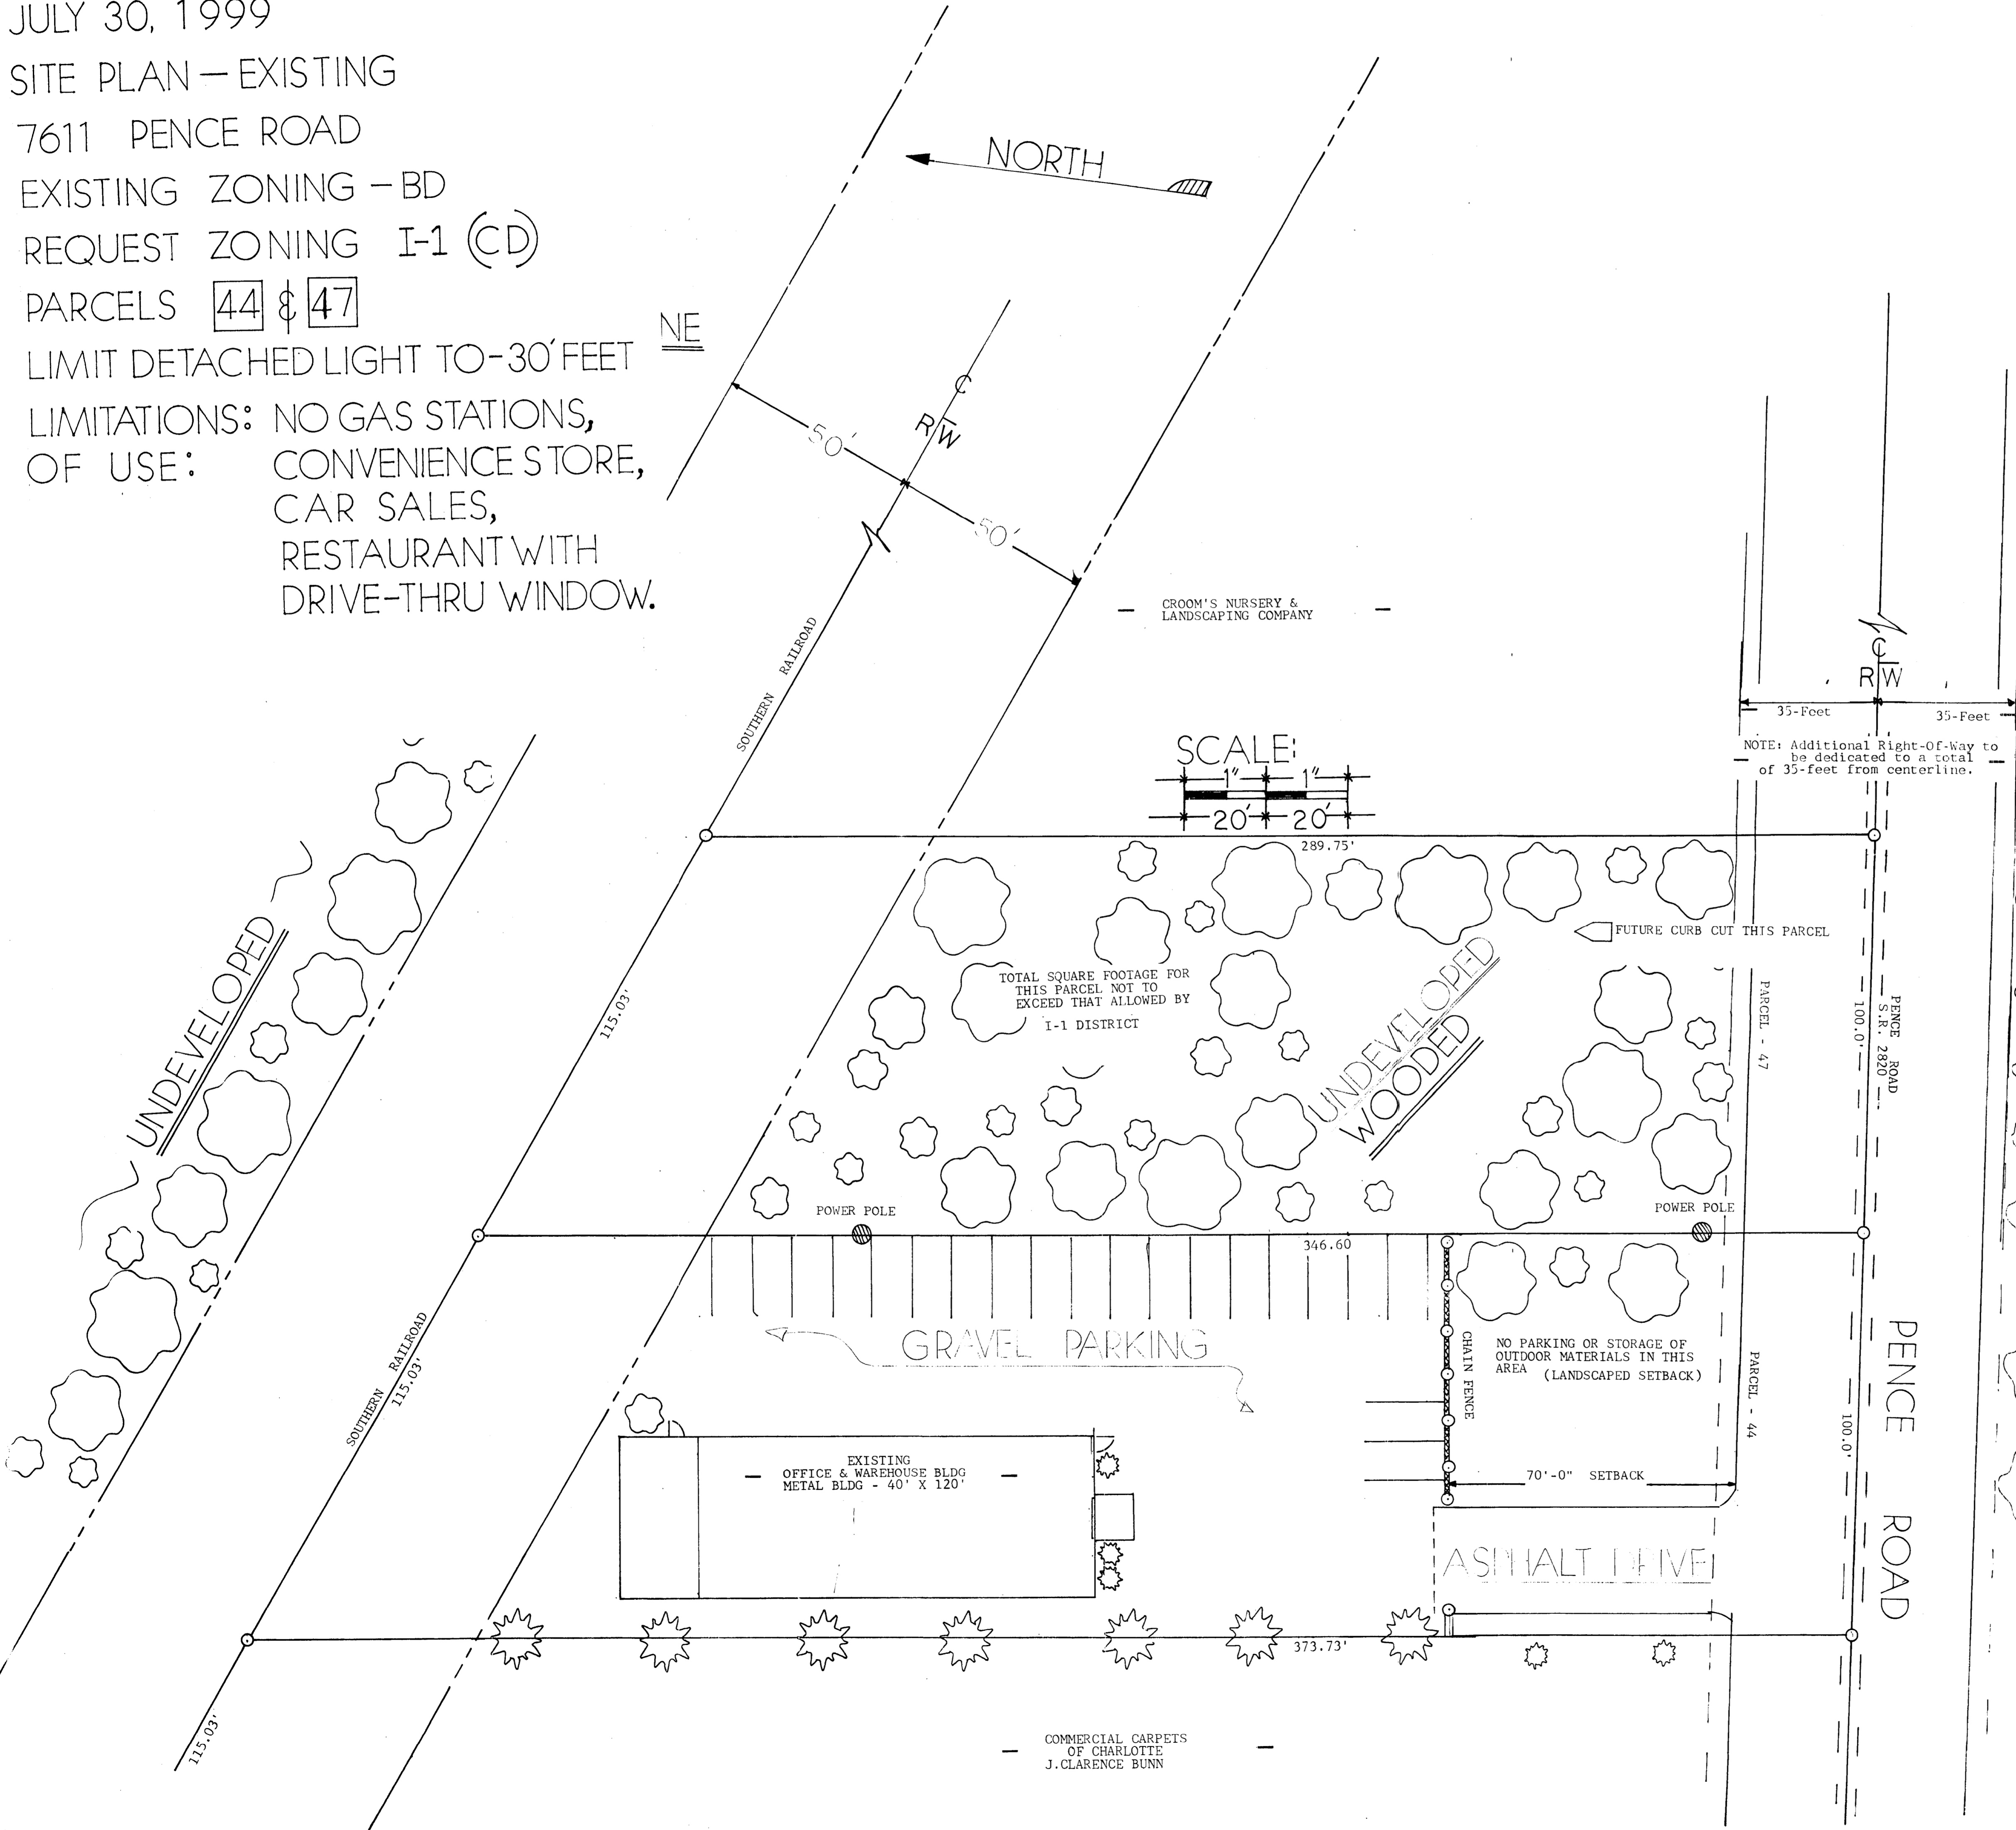 JULY 30, 1999
SITE PLAN — EXISTING
7611 PENCE ROAD
EXISTING ZONING - BD
REQUEST ZONING I-1 (CD)
PARCELS 44 & 47
LIMIT DETACHED LIGHT TO-30' FEET
LIMITATIONS: NO GAS STATIONS,
OF USE: CONVENIENCE STORE,
CAR SALES,
RESTAURANT WITH
DRIVE-THRU WINDOW.
NE
NORTH
50'
C
R/W
50'
SOUTHERN RAILROAD
CROOM'S NURSERY &
LANDSCAPING COMPANY
C
R/W
35-Feet
35-Feet
NOTE: Additional Right-Of-Way to
be dedicated to a total
of 35-feet from centerline.
SCALE:
1" 1"
20' 20'
289.75'
FUTURE CURB CUT THIS PARCEL
UNDEVELOPED
115.03'
TOTAL SQUARE FOOTAGE FOR
THIS PARCEL NOT TO
EXCEED THAT ALLOWED BY
I-1 DISTRICT
UNDEVELOPED
WOODED
PARCEL - 47
100.0'
PENCE ROAD
S.R. 2820
POWER POLE
POWER POLE
346.60
GRAVEL PARKING
SOUTHERN RAILROAD
115.03'
CHAIN FENCE
NO PARKING OR STORAGE OF
OUTDOOR MATERIALS IN THIS
AREA (LANDSCAPED SETBACK)
PARCEL - 44
100.0'
PENCE ROAD
EXISTING
OFFICE & WAREHOUSE BLDG
METAL BLDG - 40' X 120'
70'-0" SETBACK
ASPHALT DRIVE
373.73'
115.03'
COMMERCIAL CARPETS
OF CHARLOTTE
J.CLARENCE BUNN